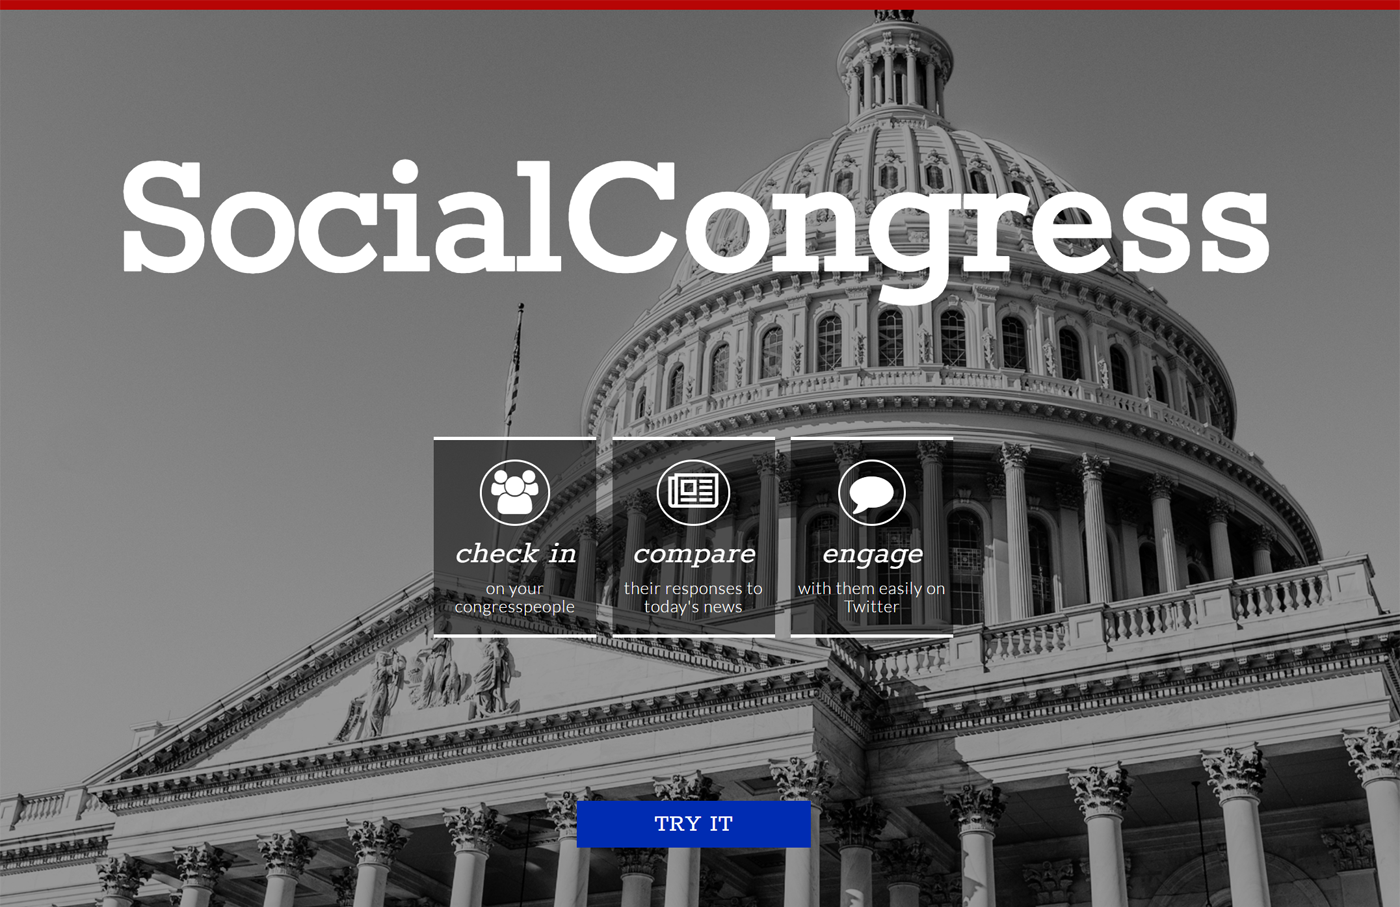 SocialCongress
check in
on your
congresspeople
compare
their responses to
today's news
engage
with them easily on
Twitter
TRY IT